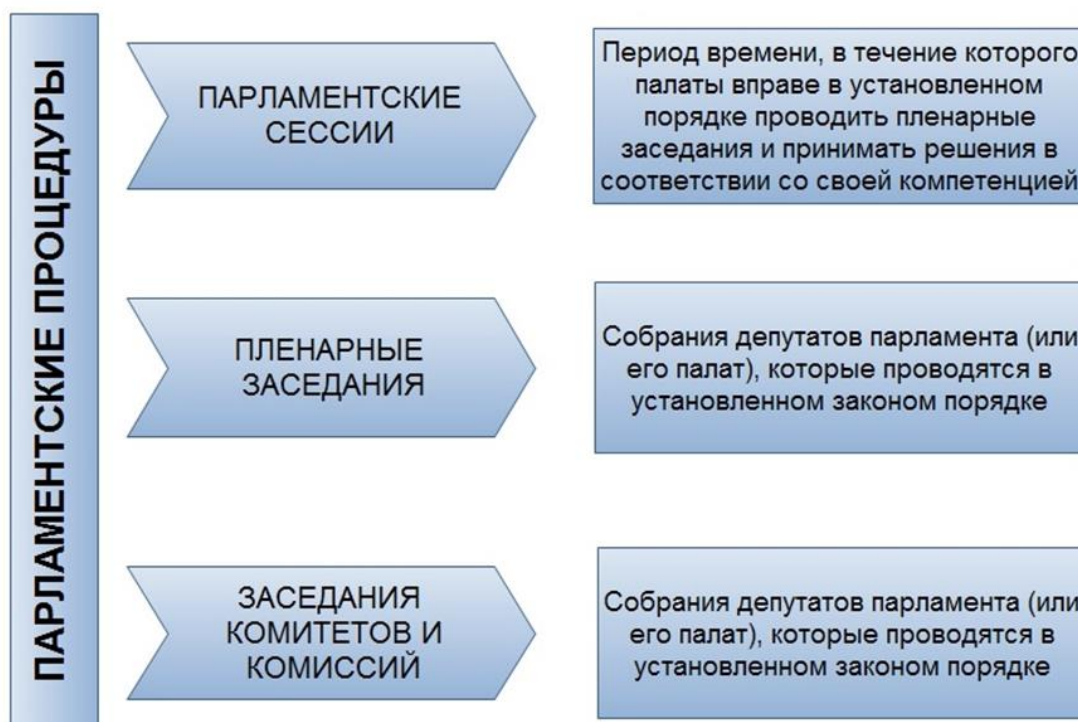 ПАРЛАМЕНТСКИЕ ПРОЦЕДУРЫ
ПАРЛАМЕНТСКИЕ
СЕССИИ
Период времени, в течение которого
палаты вправе в установленном
порядке проводить пленарные
заседания и принимать решения в
соответствии со своей компетенцией
ПЛЕНАРНЫЕ
ЗАСЕДАНИЯ
Собрания депутатов парламента (или
его палат), которые проводятся в
установленном законом порядке
ЗАСЕДАНИЯ
КОМИТЕТОВ И
КОМИССИЙ
Собрания депутатов парламента (или
его палат), которые проводятся в
установленном законом порядке